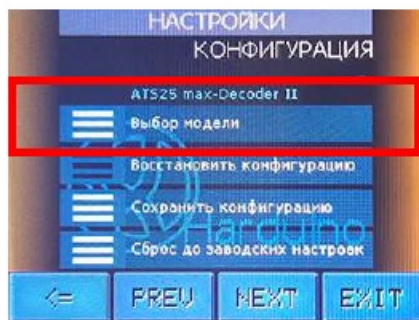 НАСТРОЙКИ
КОНФИГУРАЦИЯ
ATS25 max-Decoder II
Выбор модели
Восстановить конфигурацию
Сохранить конфигурацию
Harduino
Сброс до заводских настроек
<= PREV NEXT EXIT